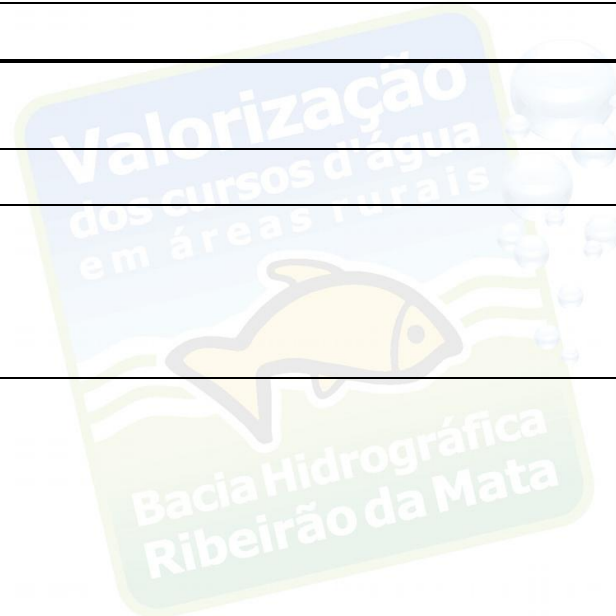 Valorização
dos cursos d'água
em áreas rurais
Bacia Hidrográfica
Ribeirão da Mata